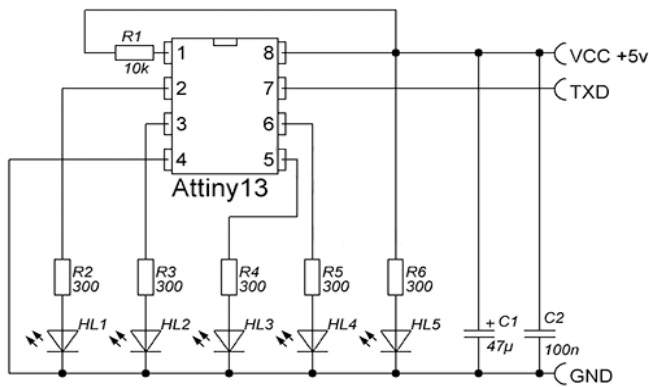 R1
10k
1
8
VCC +5v
2
7
TXD
3
6
4
5
Attiny13
R2
300
R3
300
R4
300
R5
300
R6
300
HL1
HL2
HL3
HL4
HL5
+ C1
47µ
C2
100n
GND